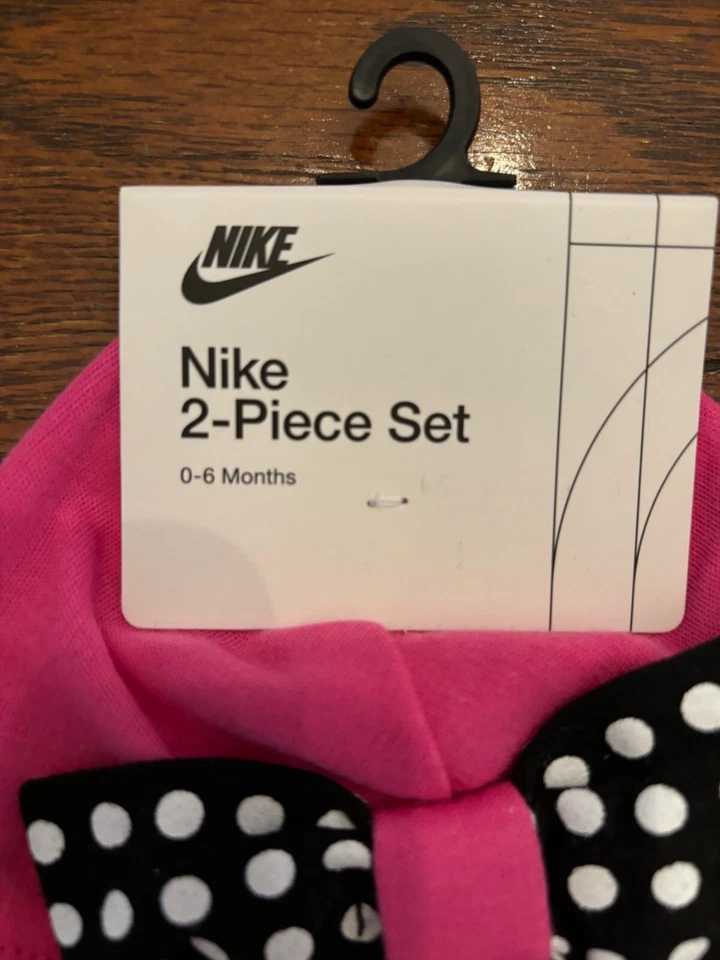 NIKE
Nike
2-Piece Set
0-6 Months